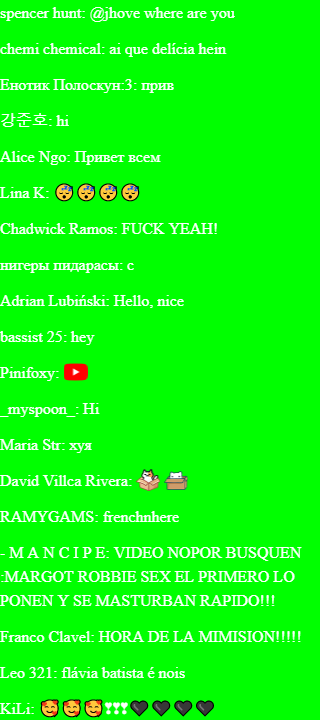 spencer hunt: @jhove where are you
chemi chemical: ai que delícia hein
Енотик Полоскун:3: прив
강준호: hi
Alice Ngo: Привет всем
Lina K: 😴😴😴😴
Chadwick Ramos: FUCK YEAH!
нигеры пидарасы: с
Adrian Lubiński: Hello, nice
bassist 25: hey
Pinifoxy:
_myspoon_: Hi
Maria Str: хуя
David Villca Rivera:
RAMYGAMS: frenchnhere
- M A N C I P E: VIDEO NOPOR BUSQUEN
:MARGOT ROBBIE SEX EL PRIMERO LO
PONEN Y SE MASTURBAN RAPIDO!!!
Franco Clavel: HORA DE LA MIMISION!!!!!
Leo 321: flávia batista é nois
KiLi: 🥰🥰🥰❣❣❣🖤🖤🖤🖤